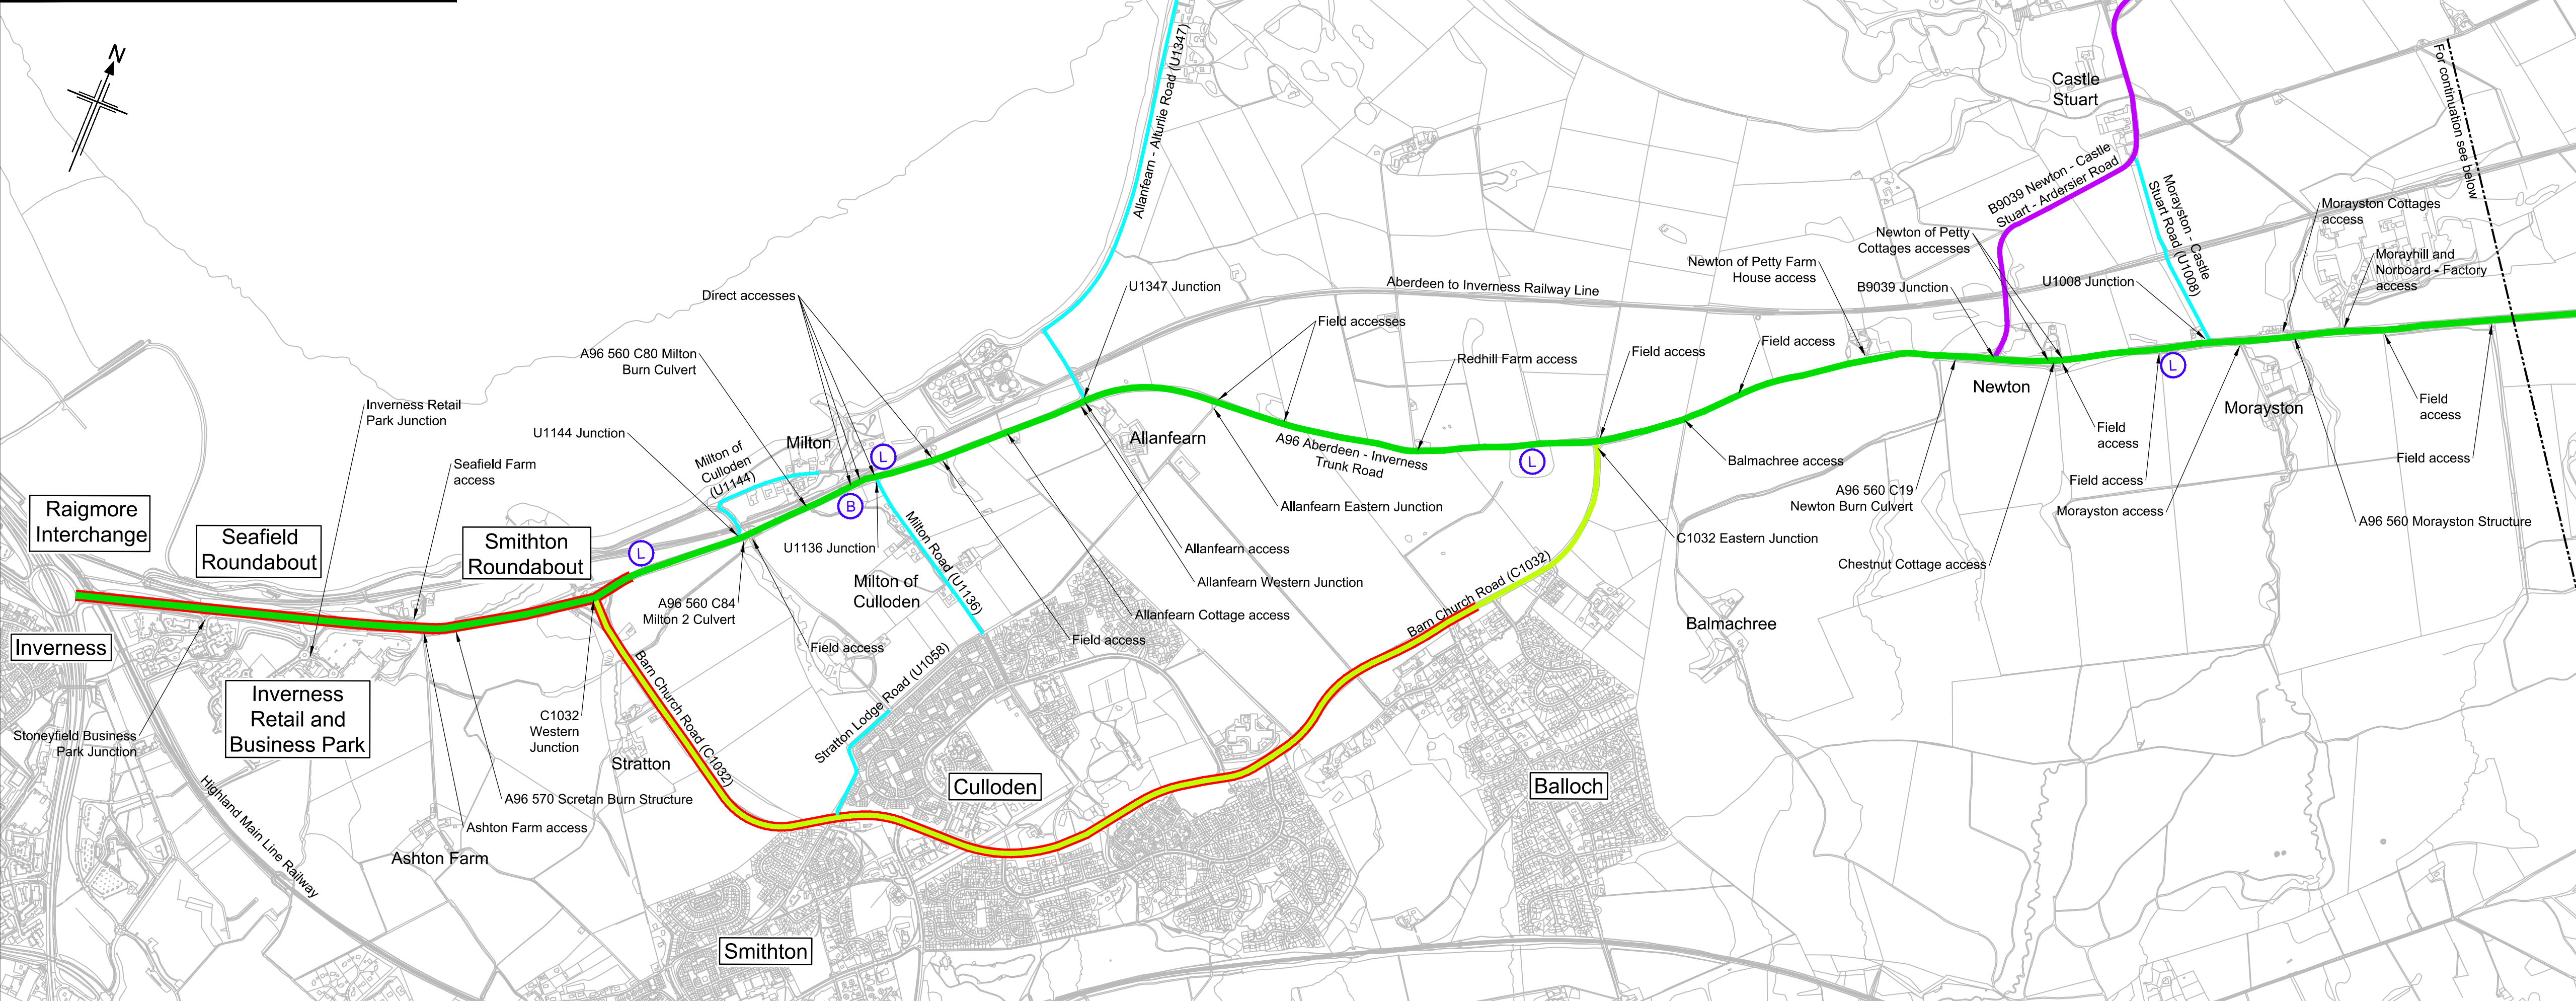 N
Allanfearn - Alturlie Road (U1347)
Castle
Stuart
For continuation see below
B9039 Newton - Castle
Stuart - Ardersier Road
Morayston - Castle
Stuart Road (U1008)
Morayston Cottages
access
Newton of Petty
Cottages accesses
Newton of Petty Farm
House access
Morayhill and
Norboard - Factory
access
B9039 Junction
U1008 Junction
Aberdeen to Inverness Railway Line
U1347 Junction
Direct accesses
Field accesses
A96 560 C80 Milton
Burn Culvert
Redhill Farm access
Field access
Field access
L
Newton
Morayston
Field
access
Inverness Retail
Park Junction
U1144 Junction
Milton of
Culloden
(U1144)
Milton
L
Allanfearn
A96 Aberdeen - Inverness
Trunk Road
L
Field
access
Field access
Balmachree access
Seafield Farm
access
Field access
A96 560 C19
Newton Burn Culvert
Morayston access
A96 560 Morayston Structure
Raigmore
Interchange
Seafield
Roundabout
Smithton
Roundabout
L
B
Allanfearn Eastern Junction
U1136 Junction
Milton Road (U1136)
Allanfearn access
C1032 Eastern Junction
Chestnut Cottage access
Allanfearn Western Junction
Milton of
Culloden
A96 560 C84
Milton 2 Culvert
Allanfearn Cottage access
Barn Church Road (C1032)
Balmachree
Inverness
Field access
Field access
Inverness
Retail and
Business Park
Stoneyfield Business
Park Junction
C1032
Western
Junction
Stratton
Barn Church Road (C1032)
Stratton Lodge Road (U1058)
Culloden
Balloch
Highland Main Line Railway
A96 570 Scretan Burn Structure
Ashton Farm access
Ashton Farm
Smithton